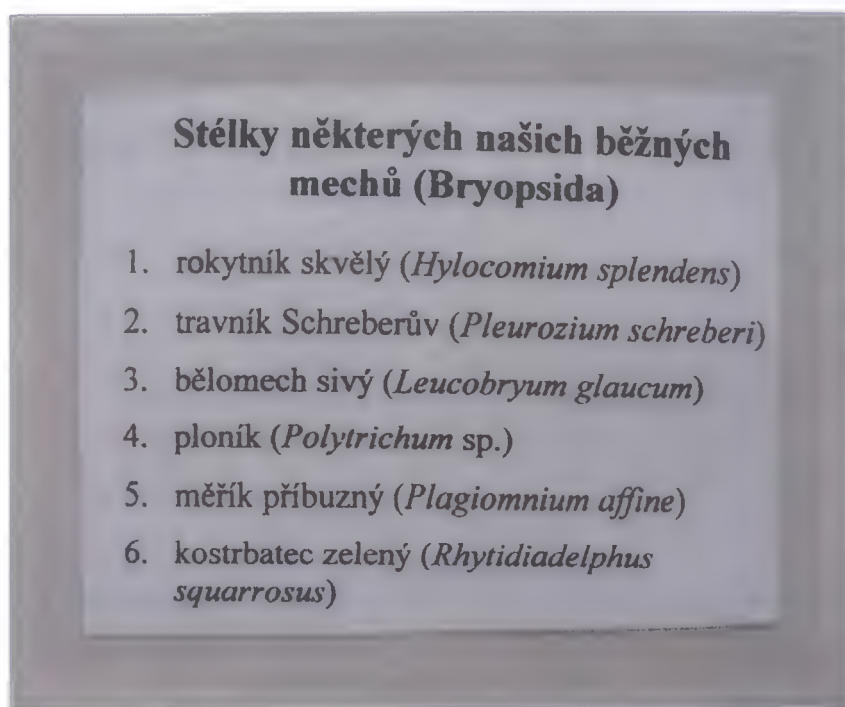 Stélky některých našich běžných
mechů (Bryopsida)
1. rokytník skvělý (Hylocomium splendens)
2. travník Schreberův (Pleurozium schreberi)
3. bělomech sivý (Leucobryum glaucum)
4. ploník (Polytrichum sp.)
5. měřík příbuzný (Plagiomnium affine)
6. kostrbatec zelený (Rhytidiadelphus
squarrosus)